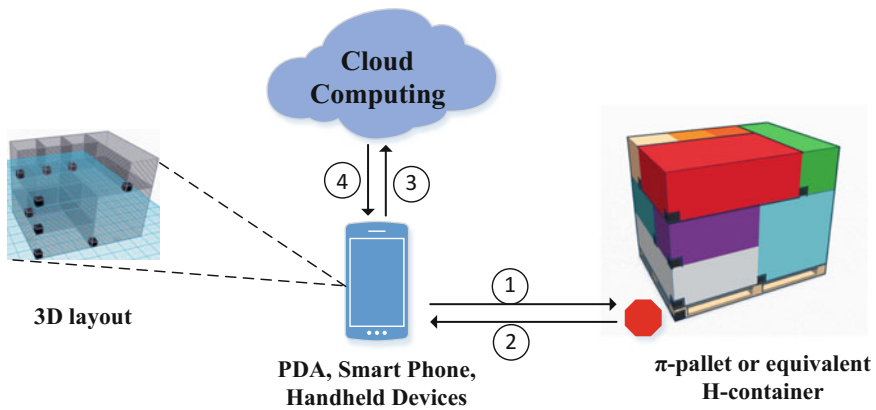 Cloud
Computing
4
3
1
2
3D layout
PDA, Smart Phone,
Handheld Devices
π-pallet or equivalent
H-container